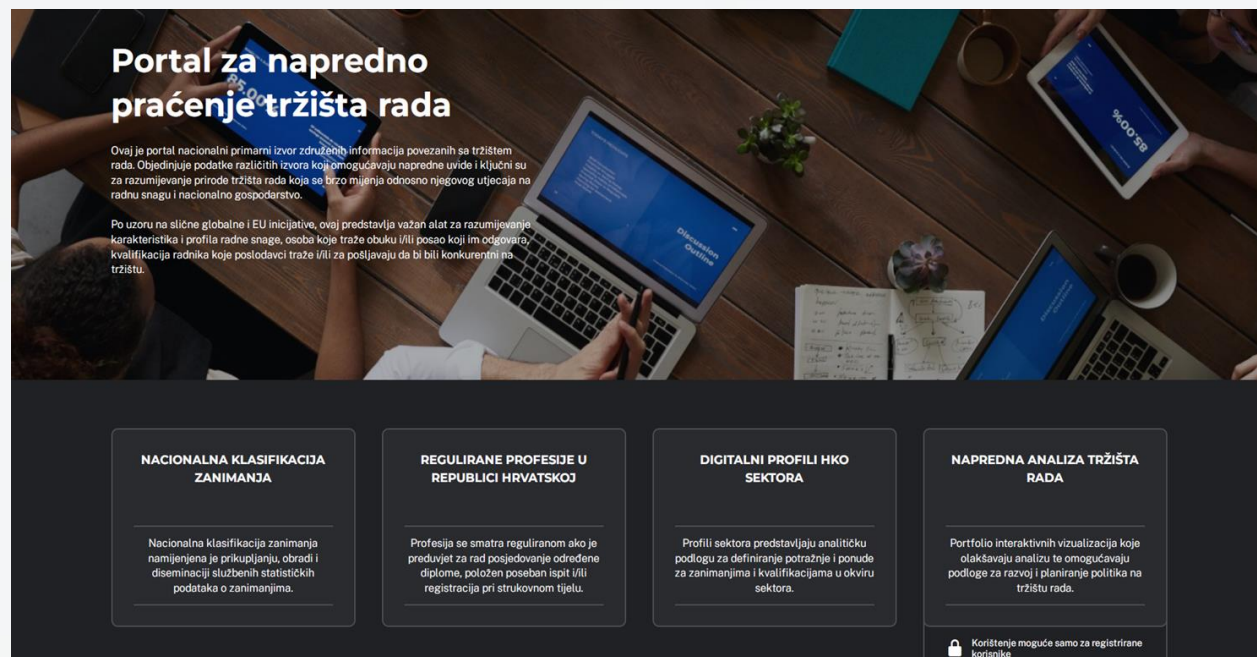 Portal za napredno
praćenje tržišta rada
Ovaj je portal nacionalni primarni izvor združenih informacija povezanih sa tržištem
rada. Objedinjuje podatke različitih izvora koji omogućavaju napredne uvide i ključni su
za razumijevanje prirode tržišta rada koja se brzo mijenja odnosno njegovog utjecaja na
radnu snagu i nacionalno gospodarstvo.
Po uzoru na slične globalne i EU inicijative, ovaj predstavlja važan alat za razumijevanje
karakteristika i profila radne snage, osoba koje traže obuku i/ili posao koji im odgovara,
kvalifikacija radnika koje poslodavci traže i/ili za pošljavaju da bi bili konkurentni na
tržištu.
85.00%
Discussion
Outline
85.00%
NACIONALNA KLASIFIKACIJA
ZANIMANJA
Nacionalna klasifikacija zanimanja
namijenjena je prikupljanju, obradi i
diseminaciji službenih statističkih
podataka o zanimanjima.
REGULIRANE PROFESIJE U
REPUBLICI HRVATSKOJ
Profesija se smatra reguliranom ako je
preduvjet za rad posjedovanje određene
diplome, položen poseban ispit i/ili
registracija pri strukovnom tijelu.
DIGITALNI PROFILI HKO
SEKTORA
Profili sektora predstavljaju analitičku
podlogu za definiranje potražnje i ponude
za zanimanjima i kvalifikacijama u okviru
sektora.
NAPREDNA ANALIZA TRŽIŠTA
RADA
Portfolio interaktivnih vizualizacija koje
olakšavaju analizu te omogućavaju
podloge za razvoj i planiranje politika na
tržištu rada.
Korištenje moguće samo za registrirane
korisnike